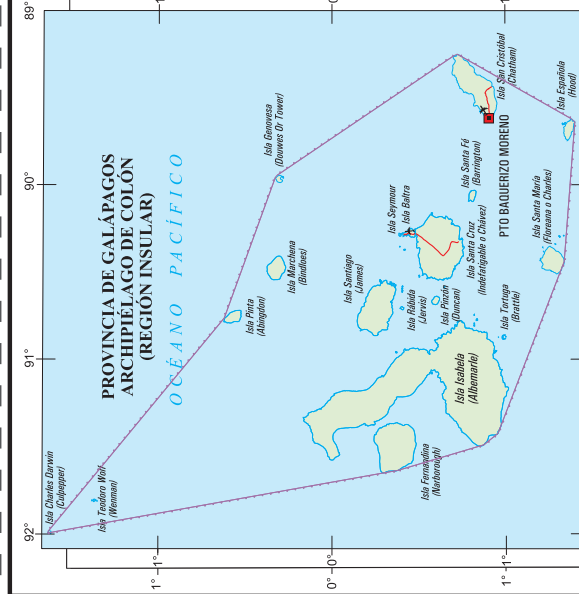 PROVINCIA DE GALÁPAGOS
ARCHIPIÉLAGO DE COLÓN
(REGIÓN INSULAR)
OCÉANO PACÍFICO
Isla Charles Darwin
(Culpepper)
Isla Teodoro Wolf
(Wenman)
Isla Pinta
(Abingdon)
Isla Marchena
(Bindloes)
Isla Genovesa
(Douwes Or Tower)
Isla Santiago
(James)
Isla Seymour
Isla Baltra
Isla Rábida
(Jervis)
Isla Pinzón
(Duncan)
Isla Santa Cruz
(Indefatigable o Chávez)
Isla Santa Fé
(Barrington)
PTO BAQUERIZO MORENO
Isla San Cristóbal
(Chatham)
Isla Española
(Hood)
Isla Santa María
(Floreana o Charles)
Isla Tortuga
(Brattle)
Isla Isabela
(Albemarle)
Isla Fernandina
(Narborough)
92°
91°
90°
89°
1°
1°
0°
0°
1°
1°